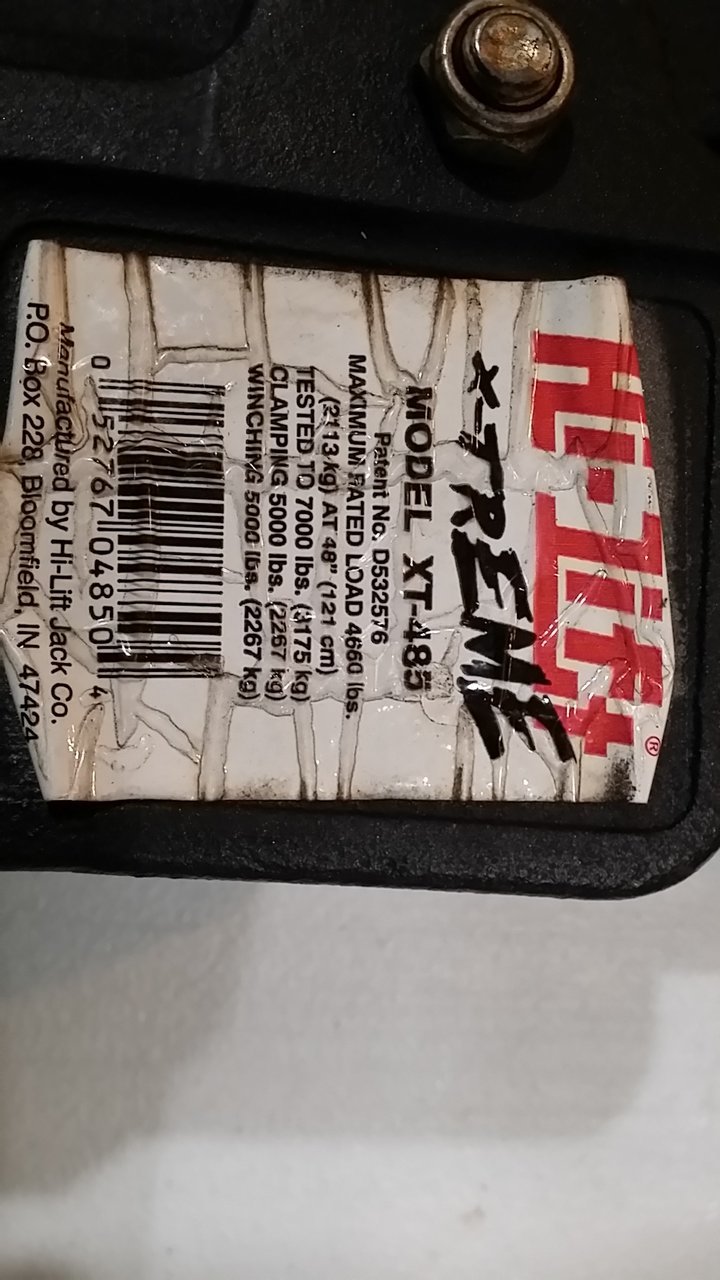 Hi-Lift®
X-TREME
MODEL XT-485
Patent No. D532576
MAXIMUM RATED LOAD 4660 lbs.
(2113 kg) AT 48" (121 cm)
TESTED TO 7000 lbs. (3175 kg)
CLAMPING 5000 lbs. (2267 kg)
WINCHING 5000 lbs. (2267 kg)
0 52767 04850 4
Manufactured by Hi-Lift Jack Co.
P.O. Box 228, Bloomfield, IN 47424